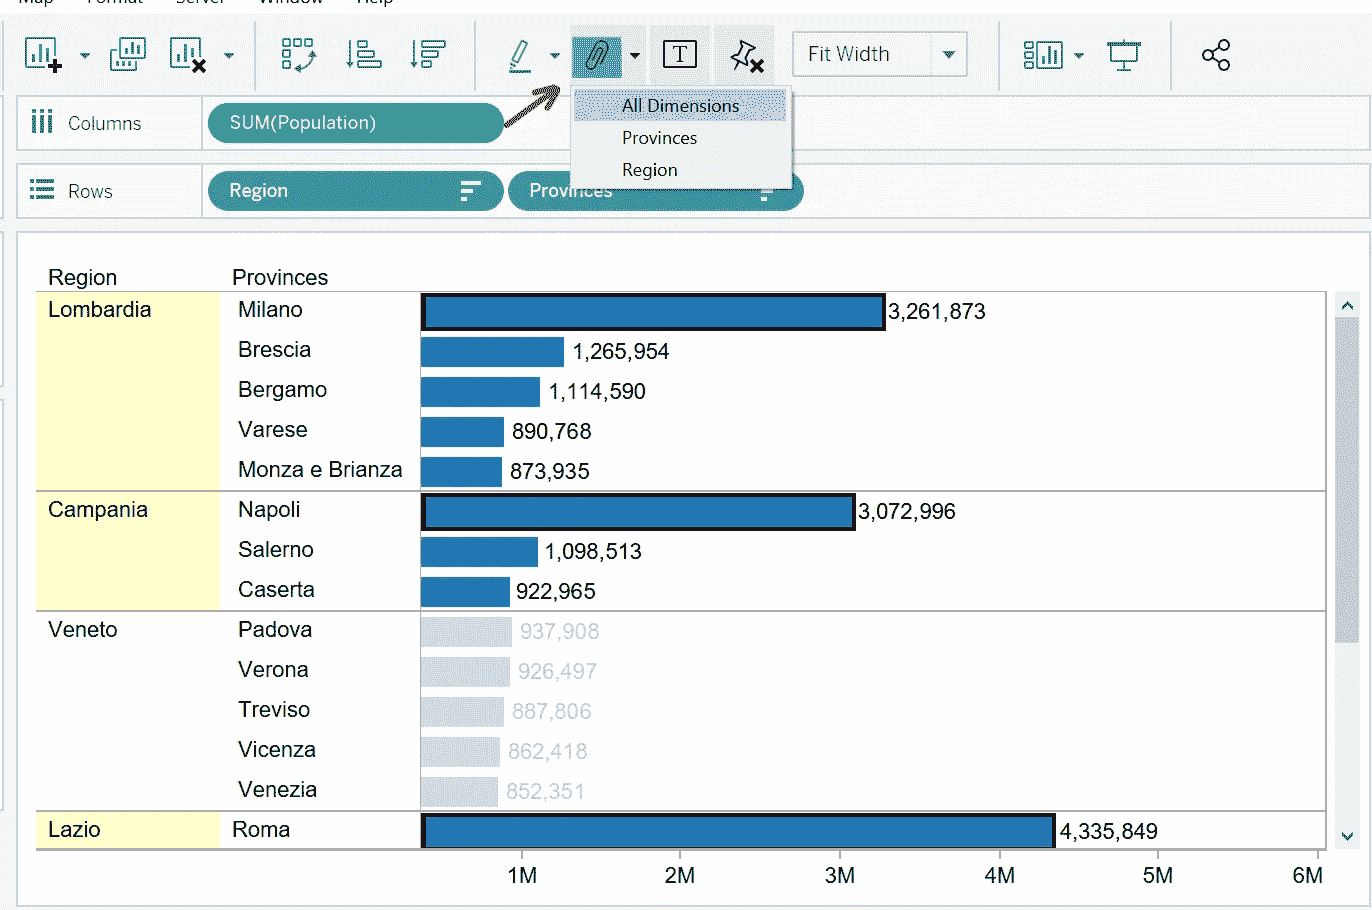 Map Format Server Window Help
T Fit Width
Columns SUM(Population) All Dimensions
Provinces
Region
Rows Region Provinces
Region Provinces
Lombardia Milano 3,261,873
Brescia 1,265,954
Bergamo 1,114,590
Varese 890,768
Monza e Brianza 873,935
Campania Napoli 3,072,996
Salerno 1,098,513
Caserta 922,965
Veneto Padova 937,908
Verona 926,497
Treviso 887,806
Vicenza 862,418
Venezia 852,351
Lazio Roma 4,335,849
1M 2M 3M 4M 5M 6M